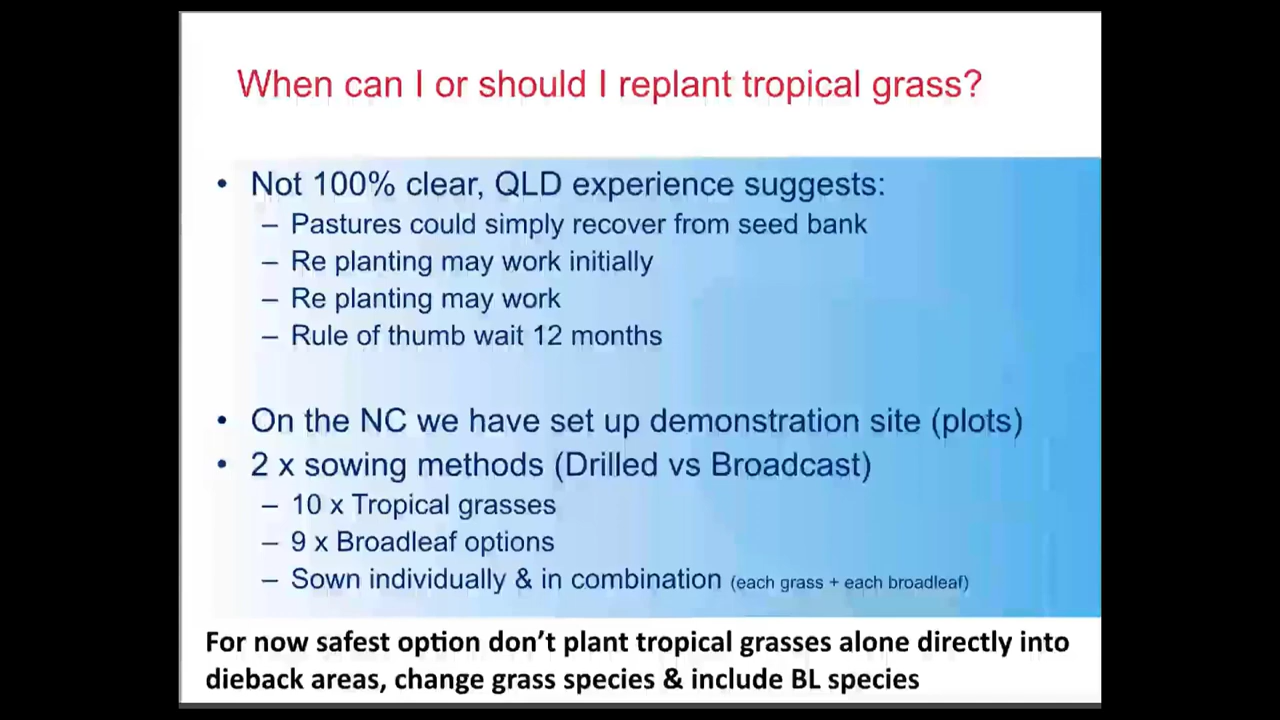 When can I or should I replant tropical grass?
• Not 100% clear, QLD experience suggests:
– Pastures could simply recover from seed bank
– Re planting may work initially
– Re planting may work
– Rule of thumb wait 12 months
• On the NC we have set up demonstration site (plots)
• 2 x sowing methods (Drilled vs Broadcast)
– 10 x Tropical grasses
– 9 x Broadleaf options
– Sown individually & in combination (each grass + each broadleaf)
For now safest option don’t plant tropical grasses alone directly into
dieback areas, change grass species & include BL species